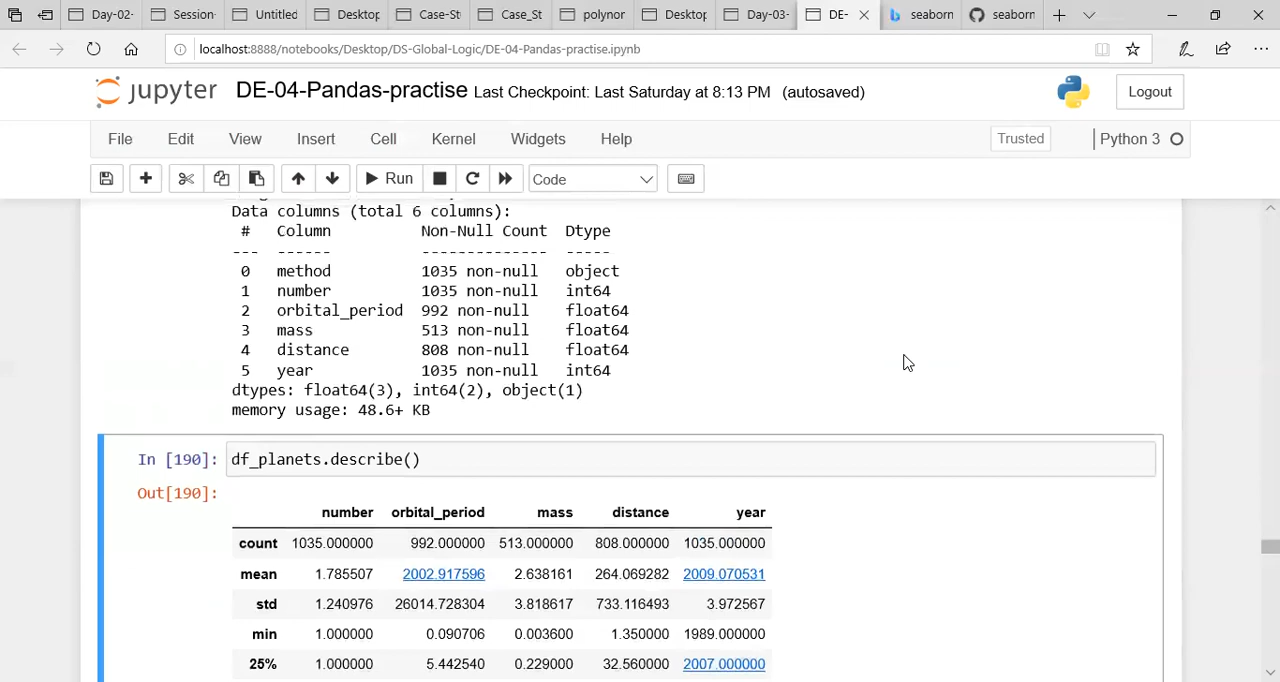 Day-02- Session- Untitled Desktop Case-St Case_St polynor Desktop Day-03- DE- seaborn seaborn
localhost:8888/notebooks/Desktop/DS-Global-Logic/DE-04-Pandas-practise.ipynb
jupyter DE-04-Pandas-practise Last Checkpoint: Last Saturday at 8:13 PM (autosaved) Logout
File Edit View Insert Cell Kernel Widgets Help Trusted Python 3
Run Code
Data columns (total 6 columns):
# Column Non-Null Count Dtype
--- ------ -------------- -----
0 method 1035 non-null object
1 number 1035 non-null int64
2 orbital_period 992 non-null float64
3 mass 513 non-null float64
4 distance 808 non-null float64
5 year 1035 non-null int64
dtypes: float64(3), int64(2), object(1)
memory usage: 48.6+ KB
In [190]: df_planets.describe()
Out[190]:
number orbital_period mass distance year
count 1035.000000 992.000000 513.000000 808.000000 1035.000000
mean 1.785507 2002.917596 2.638161 264.069282 2009.070531
std 1.240976 26014.728304 3.818617 733.116493 3.972567
min 1.000000 0.090706 0.003600 1.350000 1989.000000
25% 1.000000 5.442540 0.229000 32.560000 2007.000000